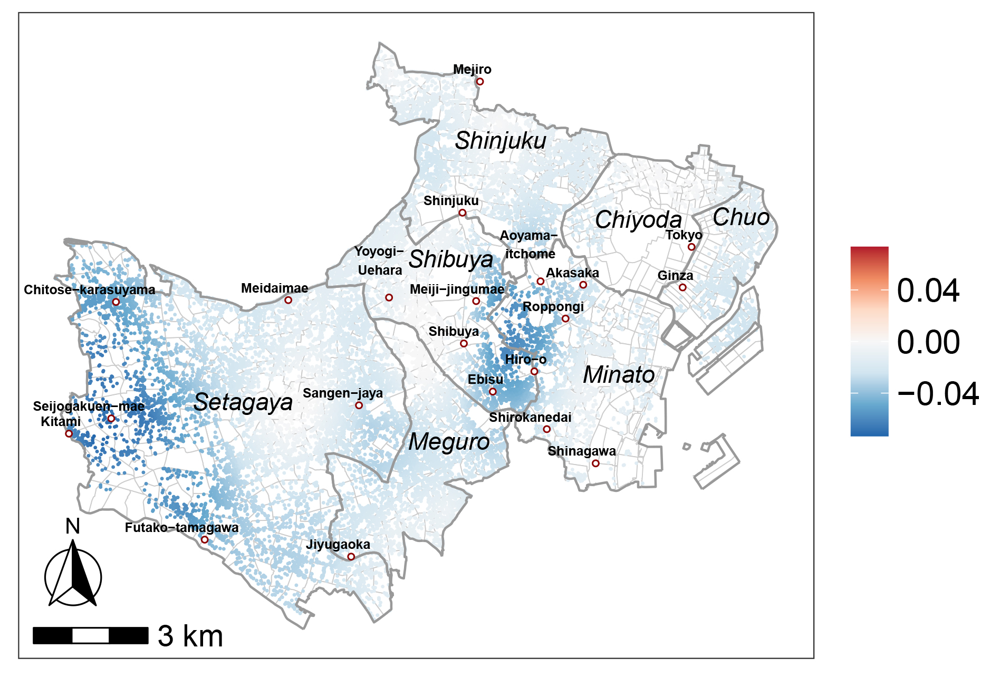 Mejiro
Shinjuku
Shinjuku
Chiyoda
Chuo
Tokyo
Aoyama−
itchome
Yoyogi−
Uehara
Shibuya
Akasaka
Ginza
Chitose−karasuyama
Meidaimae
Meiji−jingumae
Roppongi
Shibuya
Hiro−o
Minato
Ebisu
Setagaya
Sangen−jaya
Seijogakuen−mae
Kitami
Shirokanedai
Meguro
Shinagawa
Futako−tamagawa
Jiyugaoka
N
3 km
0.04
0.00
−0.04